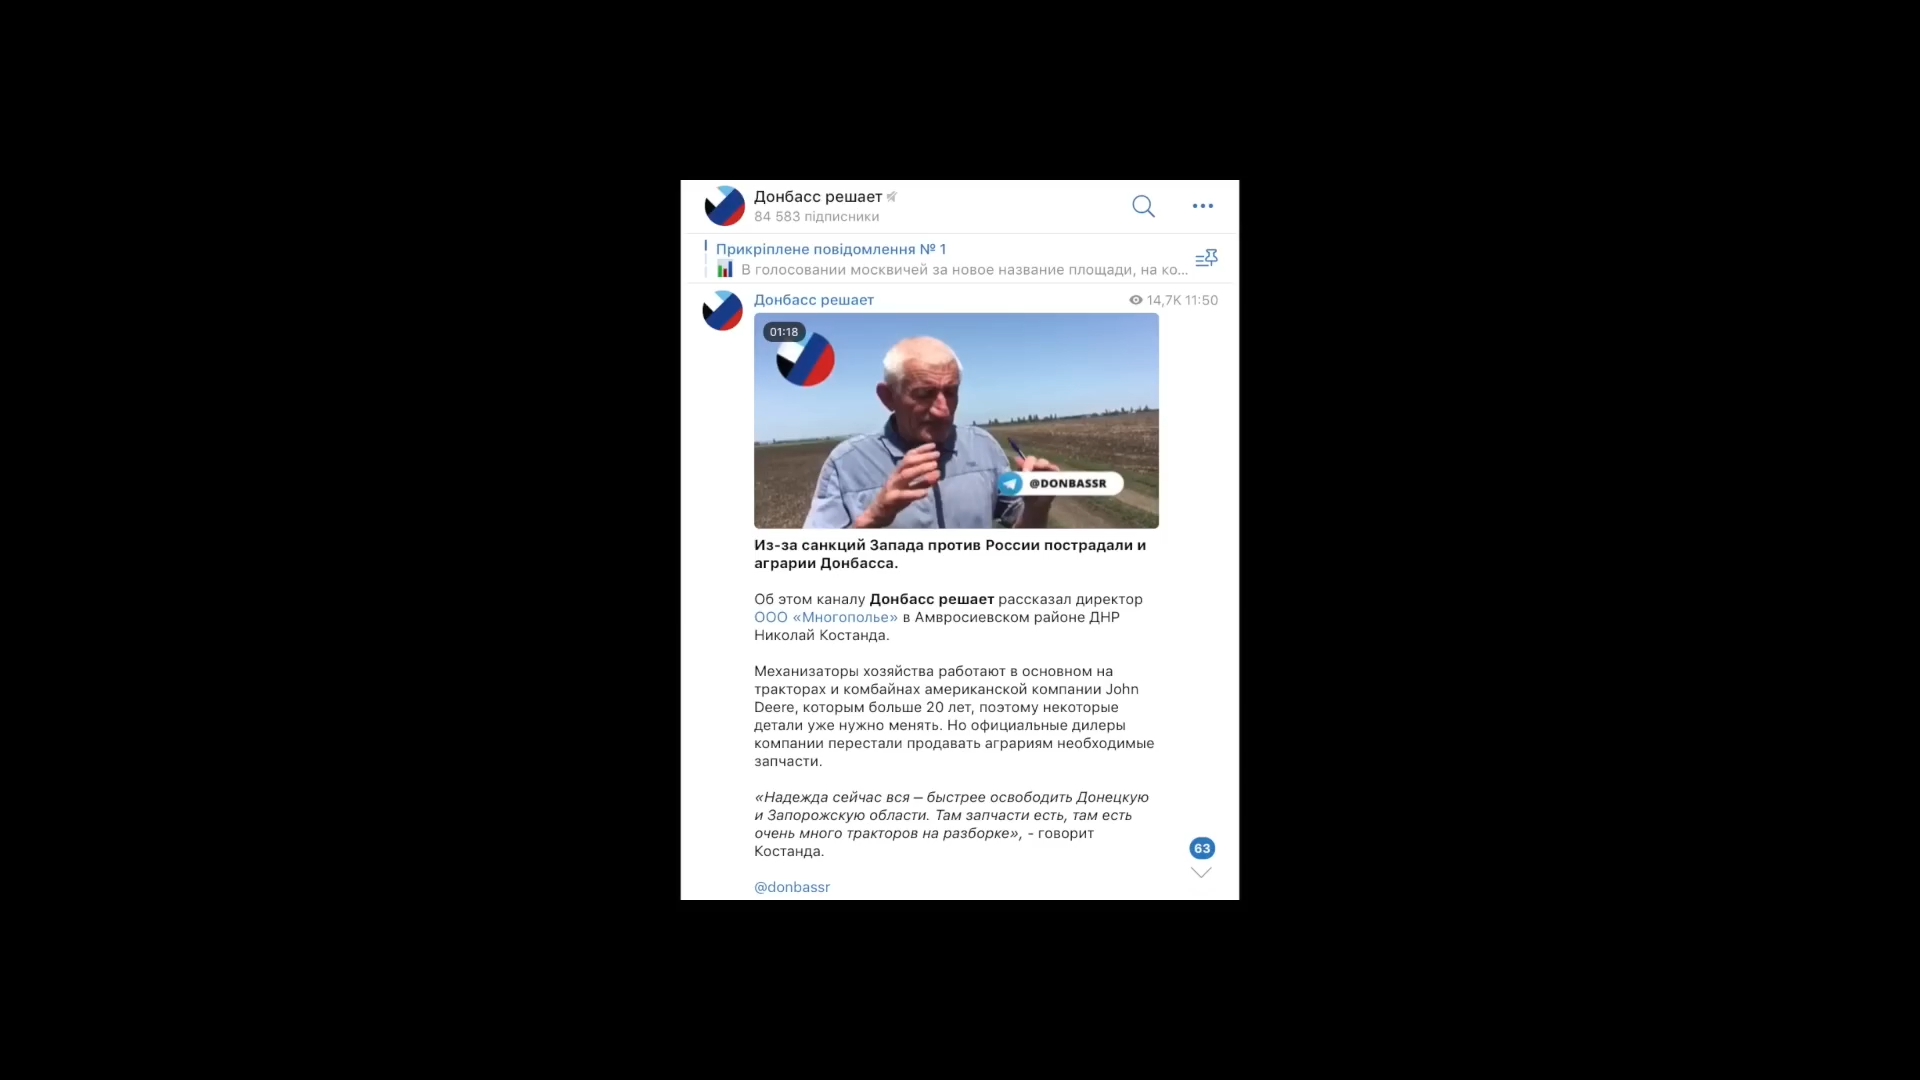 Донбасс решает
84 583 підписники
Прикріплене повідомлення № 1
В голосовании москвичей за новое название площади, на ко...
Донбасс решает
14,7K 11:50
01:18
@DONBASSR
Из-за санкций Запада против России пострадали и
аграрии Донбасса.
Об этом каналу Донбасс решает рассказал директор
ООО «Многополье» в Амвросиевском районе ДНР
Николай Костанда.
Механизаторы хозяйства работают в основном на
тракторах и комбайнах американской компании John
Deere, которым больше 20 лет, поэтому некоторые
детали уже нужно менять. Но официальные дилеры
компании перестали продавать аграриям необходимые
запчасти.
«Надежда сейчас вся — быстрее освободить Донецкую
и Запорожскую области. Там запчасти есть, там есть
очень много тракторов на разборке», - говорит
Костанда.
63
@donbassr